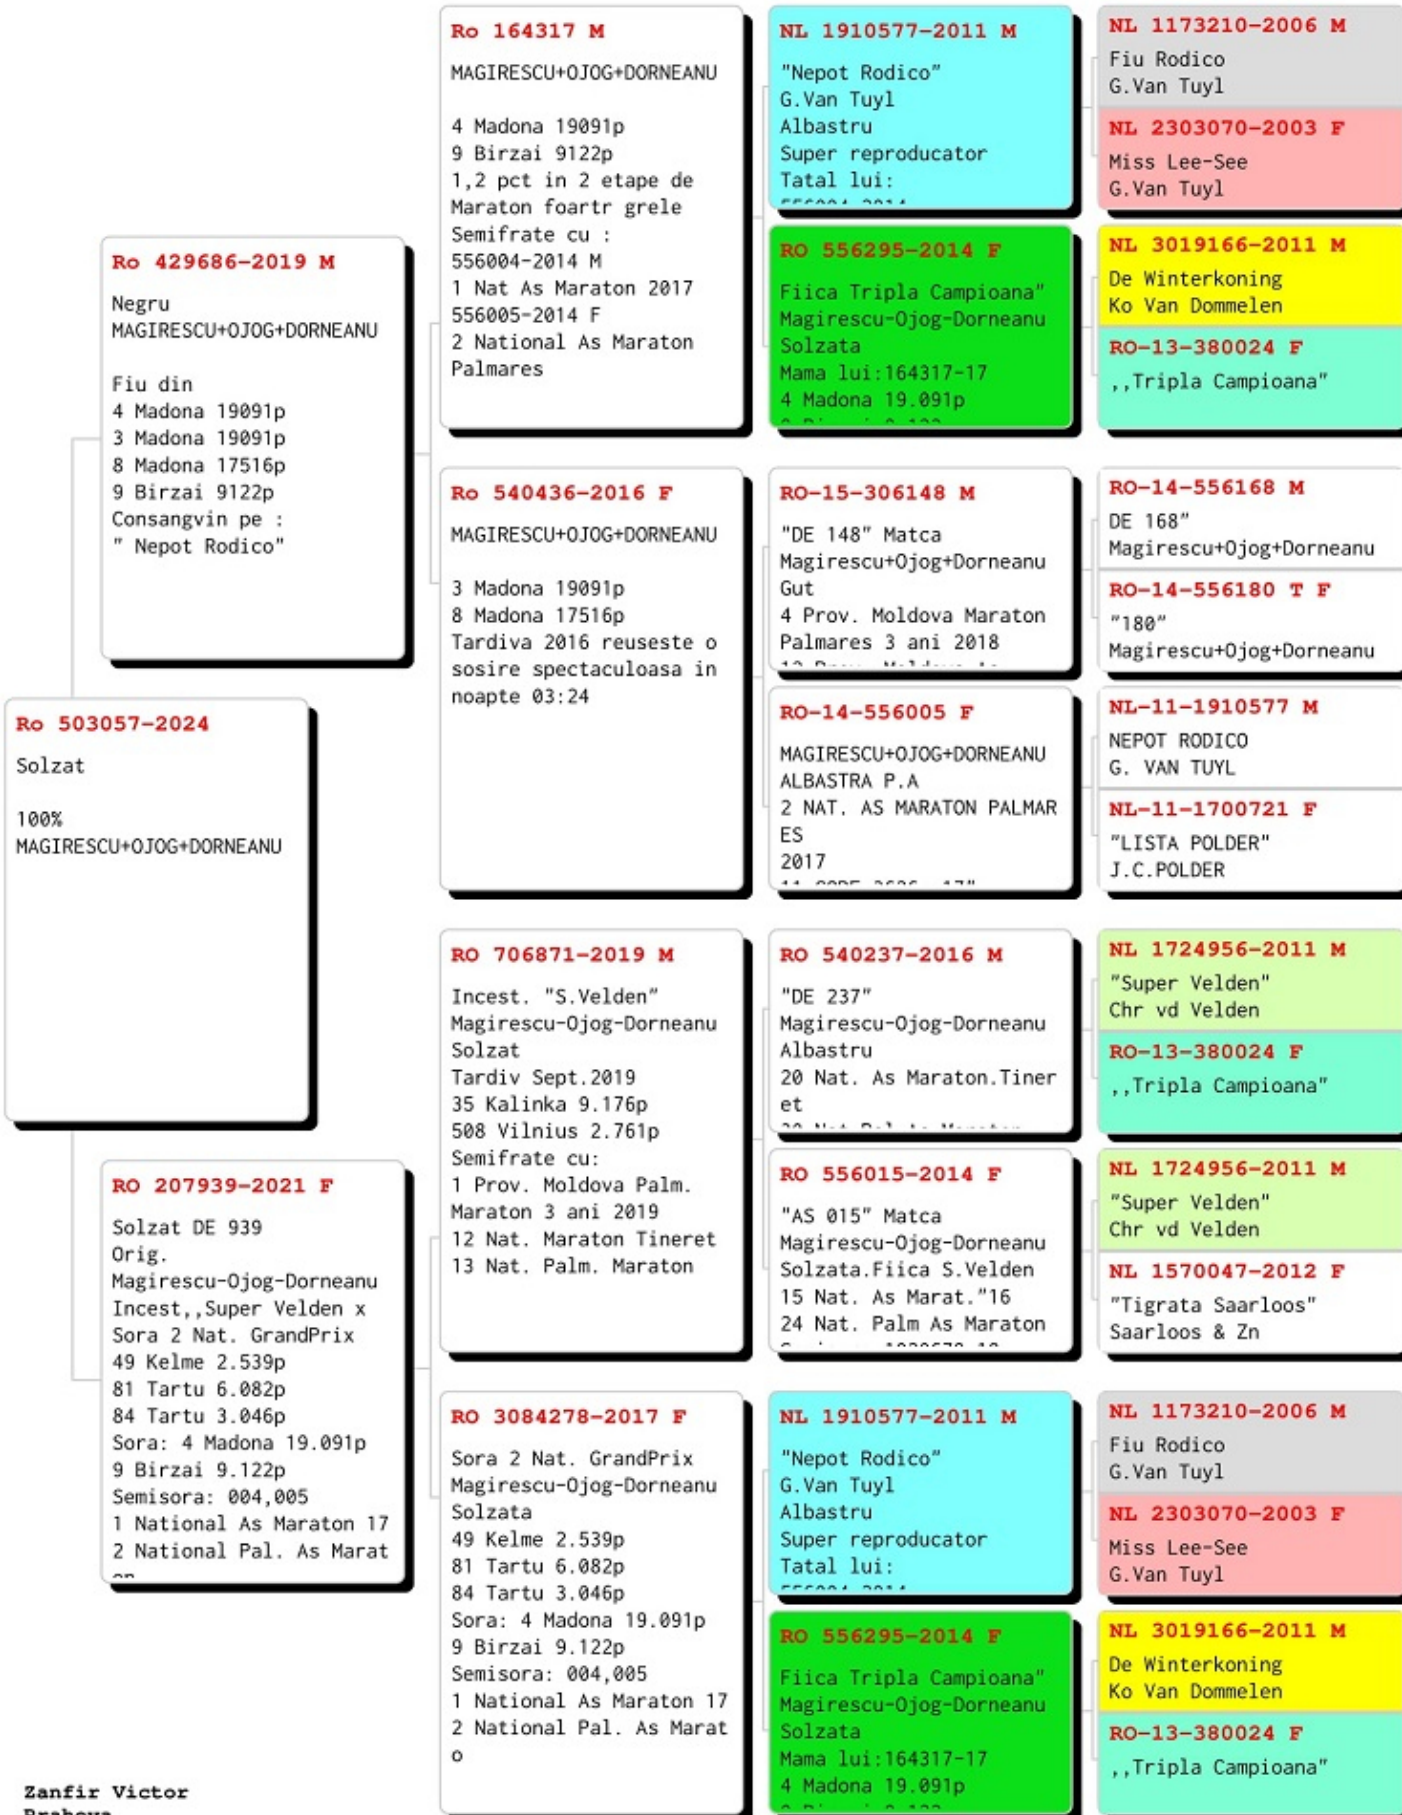 Ro 503057-2024
Solzat
100%
MAGIRESCU+OJOG+DORNEANU
Ro 429686-2019 M
Negru
MAGIRESCU+OJOG+DORNEANU
Fiu din
4 Madona 19091p
3 Madona 19091p
8 Madona 17516p
9 Birzai 9122p
Consangvin pe :
" Nepot Rodico"
RO 207939-2021 F
Solzat DE 939
Orig.
Magirescu-Ojog-Dorneanu
Incest,,Super Velden x
Sora 2 Nat. GrandPrix
49 Kelme 2.539p
81 Tartu 6.082p
84 Tartu 3.046p
Sora: 4 Madona 19.091p
9 Birzai 9.122p
Semisora: 004,005
1 National As Maraton 17
2 National Pal. As Marat
Ro 164317 M
MAGIRESCU+OJOG+DORNEANU
4 Madona 19091p
9 Birzai 9122p
1,2 pct in 2 etape de
Maraton foartr grele
Semifrate cu :
556004-2014 M
1 Nat As Maraton 2017
556005-2014 F
2 National As Maraton
Palmares
Ro 540436-2016 F
MAGIRESCU+OJOG+DORNEANU
3 Madona 19091p
8 Madona 17516p
Tardiva 2016 reuseste o
sosire spectaculoasa in
noapte 03:24
RO 706871-2019 M
Incest. "S.Velden"
Magirescu-Ojog-Dorneanu
Solzat
Tardiv Sept.2019
35 Kalinka 9.176p
508 Vilnius 2.761p
Semifrate cu:
1 Prov. Moldova Palm.
Maraton 3 ani 2019
12 Nat. Maraton Tineret
13 Nat. Palm. Maraton
RO 3084278-2017 F
Sora 2 Nat. GrandPrix
Magirescu-Ojog-Dorneanu
Solzata
49 Kelme 2.539p
81 Tartu 6.082p
84 Tartu 3.046p
Sora: 4 Madona 19.091p
9 Birzai 9.122p
Semisora: 004,005
1 National As Maraton 17
2 National Pal. As Marat
o
NL 1910577-2011 M
"Nepot Rodico"
G.Van Tuyl
Albastru
Super reproducator
Tatal lui:
RO 556295-2014 F
Fiica Tripla Campioana"
Magirescu-Ojog-Dorneanu
Solzata
Mama lui:164317-17
4 Madona 19.091p
RO-15-306148 M
"DE 148" Matca
Magirescu+Ojog+Dorneanu
Gut
4 Prov. Moldova Maraton
Palmares 3 ani 2018
RO-14-556005 F
MAGIRESCU+OJOG+DORNEANU
ALBASTRA P.A
2 NAT. AS MARATON PALMAR
ES
2017
RO 540237-2016 M
"DE 237"
Magirescu-Ojog-Dorneanu
Albastru
20 Nat. As Maraton.Tiner
et
RO 556015-2014 F
"AS 015" Matca
Magirescu-Ojog-Dorneanu
Solzata.Fiica S.Velden
15 Nat. As Marat."16
24 Nat. Palm As Maraton
NL 1910577-2011 M
"Nepot Rodico"
G.Van Tuyl
Albastru
Super reproducator
Tatal lui:
RO 556295-2014 F
Fiica Tripla Campioana"
Magirescu-Ojog-Dorneanu
Solzata
Mama lui:164317-17
4 Madona 19.091p
NL 1173210-2006 M
Fiu Rodico
G.Van Tuyl
NL 2303070-2003 F
Miss Lee-See
G.Van Tuyl
NL 3019166-2011 M
De Winterkoning
Ko Van Dommelen
RO-13-380024 F
,,Tripla Campioana"
RO-14-556168 M
DE 168"
Magirescu+Ojog+Dorneanu
RO-14-556180 T F
"180"
Magirescu+Ojog+Dorneanu
NL-11-1910577 M
NEPOT RODICO
G. VAN TUYL
NL-11-1700721 F
"LISTA POLDER"
J.C.POLDER
NL 1724956-2011 M
"Super Velden"
Chr vd Velden
RO-13-380024 F
,,Tripla Campioana"
NL 1724956-2011 M
"Super Velden"
Chr vd Velden
NL 1570047-2012 F
"Tigrata Saarloos"
Saarloos & Zn
NL 1173210-2006 M
Fiu Rodico
G.Van Tuyl
NL 2303070-2003 F
Miss Lee-See
G.Van Tuyl
NL 3019166-2011 M
De Winterkoning
Ko Van Dommelen
RO-13-380024 F
,,Tripla Campioana"
Zanfir Victor